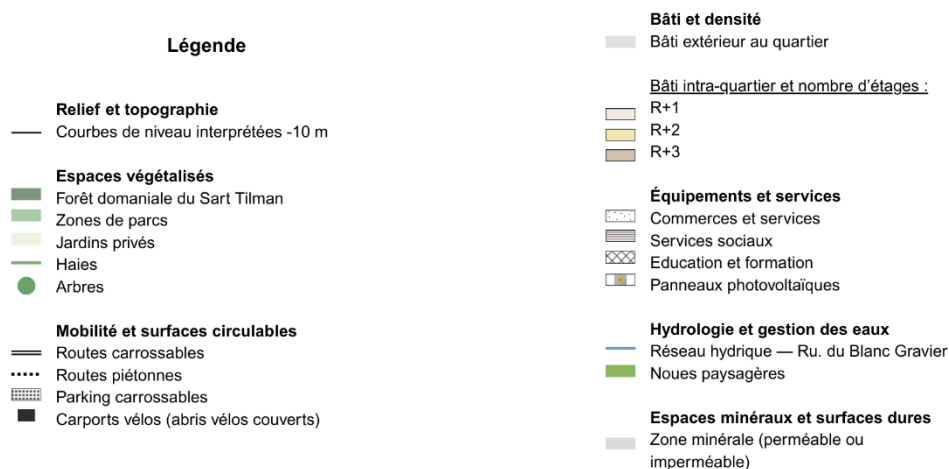 Légende
Relief et topographie
Courbes de niveau interprétées -10 m
Espaces végétalisés
Forêt domaniale du Sart Tilman
Zones de parcs
Jardins privés
Haies
Arbres
Mobilité et surfaces circulables
Routes carrossables
Routes piétonnes
Parking carrossables
Carports vélos (abris vélos couverts)
Bâti et densité
Bâti extérieur au quartier
Bâti intra-quartier et nombre d'étages :
R+1
R+2
R+3
Équipements et services
Commerces et services
Services sociaux
Education et formation
Panneaux photovoltaïques
Hydrologie et gestion des eaux
Réseau hydrique — Ru. du Blanc Gravier
Noues paysagères
Espaces minéraux et surfaces dures
Zone minérale (perméable ou
imperméable)